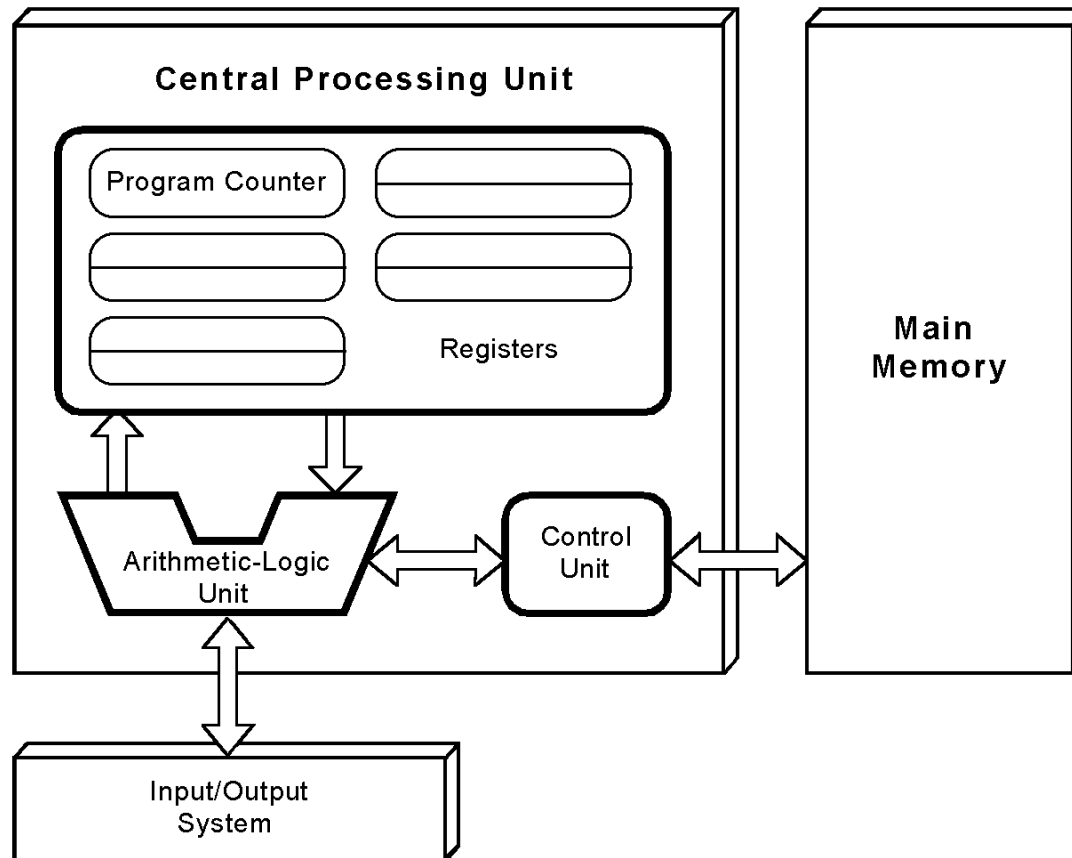 Central Processing Unit
Program Counter
Registers
Main
Memory
Arithmetic-Logic
Unit
Control
Unit
Input/Output
System